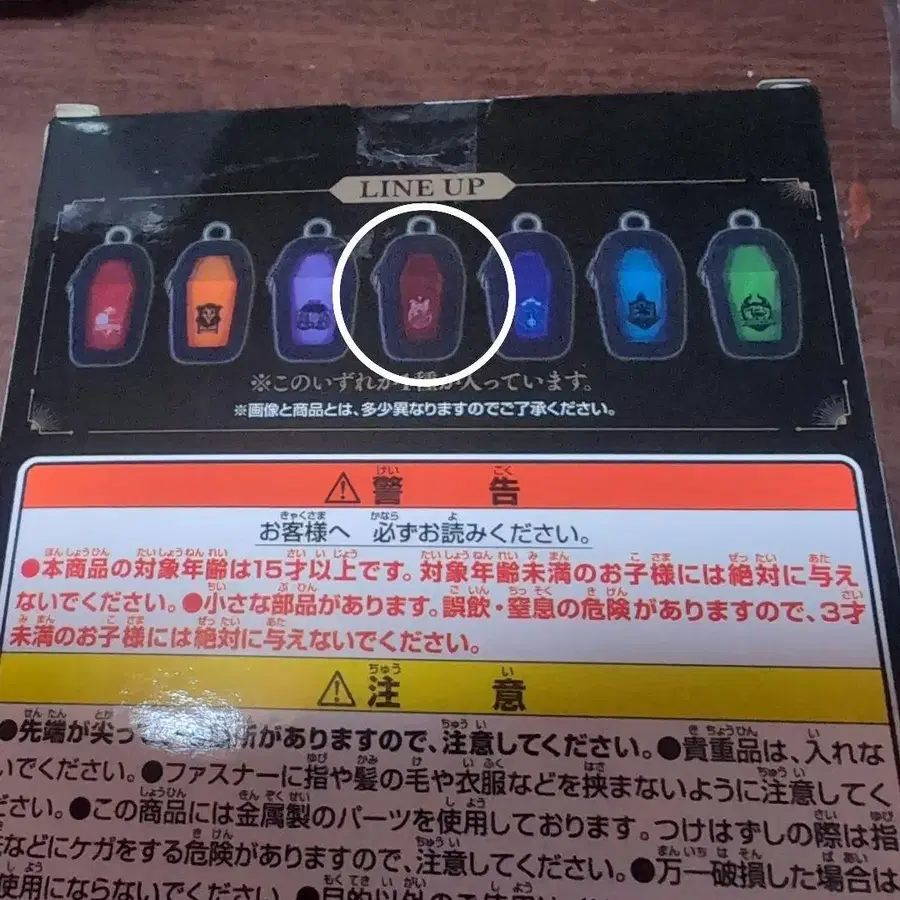 LINE UP
※このいずれか1種が入っています。
※画像と商品とは、多少異なりますのでご了承ください。
⚠警告
お客様へ 必ずお読みください。
●本商品の対象年齢は15才以上です。対象年齢未満のお子様には絶対に与え
ないでください。●小さな部品があります。誤飲・窒息の危険がありますので、3才
未満のお子様には絶対に与えないでください。
⚠注意
●先端が尖っ 所がありますので、注意してください。●貴重品は、入れな
いでください。●ファスナーに指や髪の毛や衣服などを挟まないように注意してく
ださい。●この商品には金属製のパーツを使用しております。つけはずしの際は指
などにケガをする危険がありますので、注意してください。●万一破損した場合は
使用にならないでください。●目的以外の